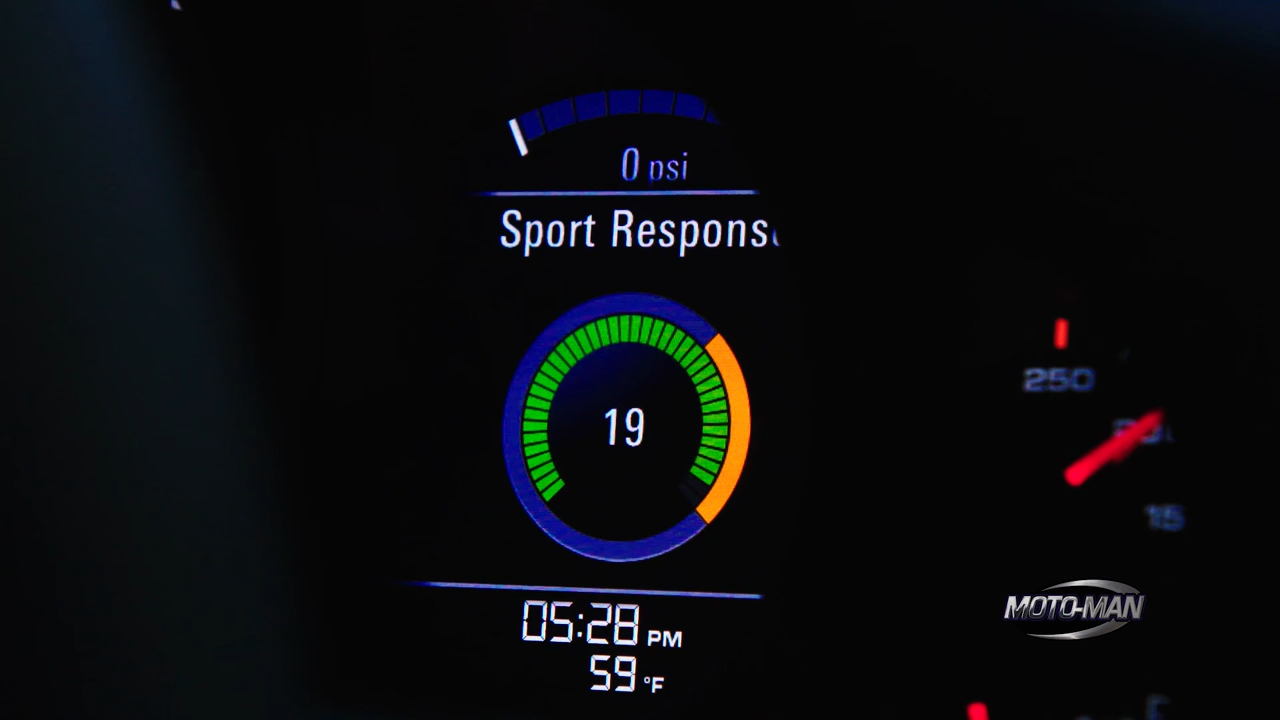 0 psi
Sport Respons
19
05:28 PM
59 °F
250
15
MOTO-MAN